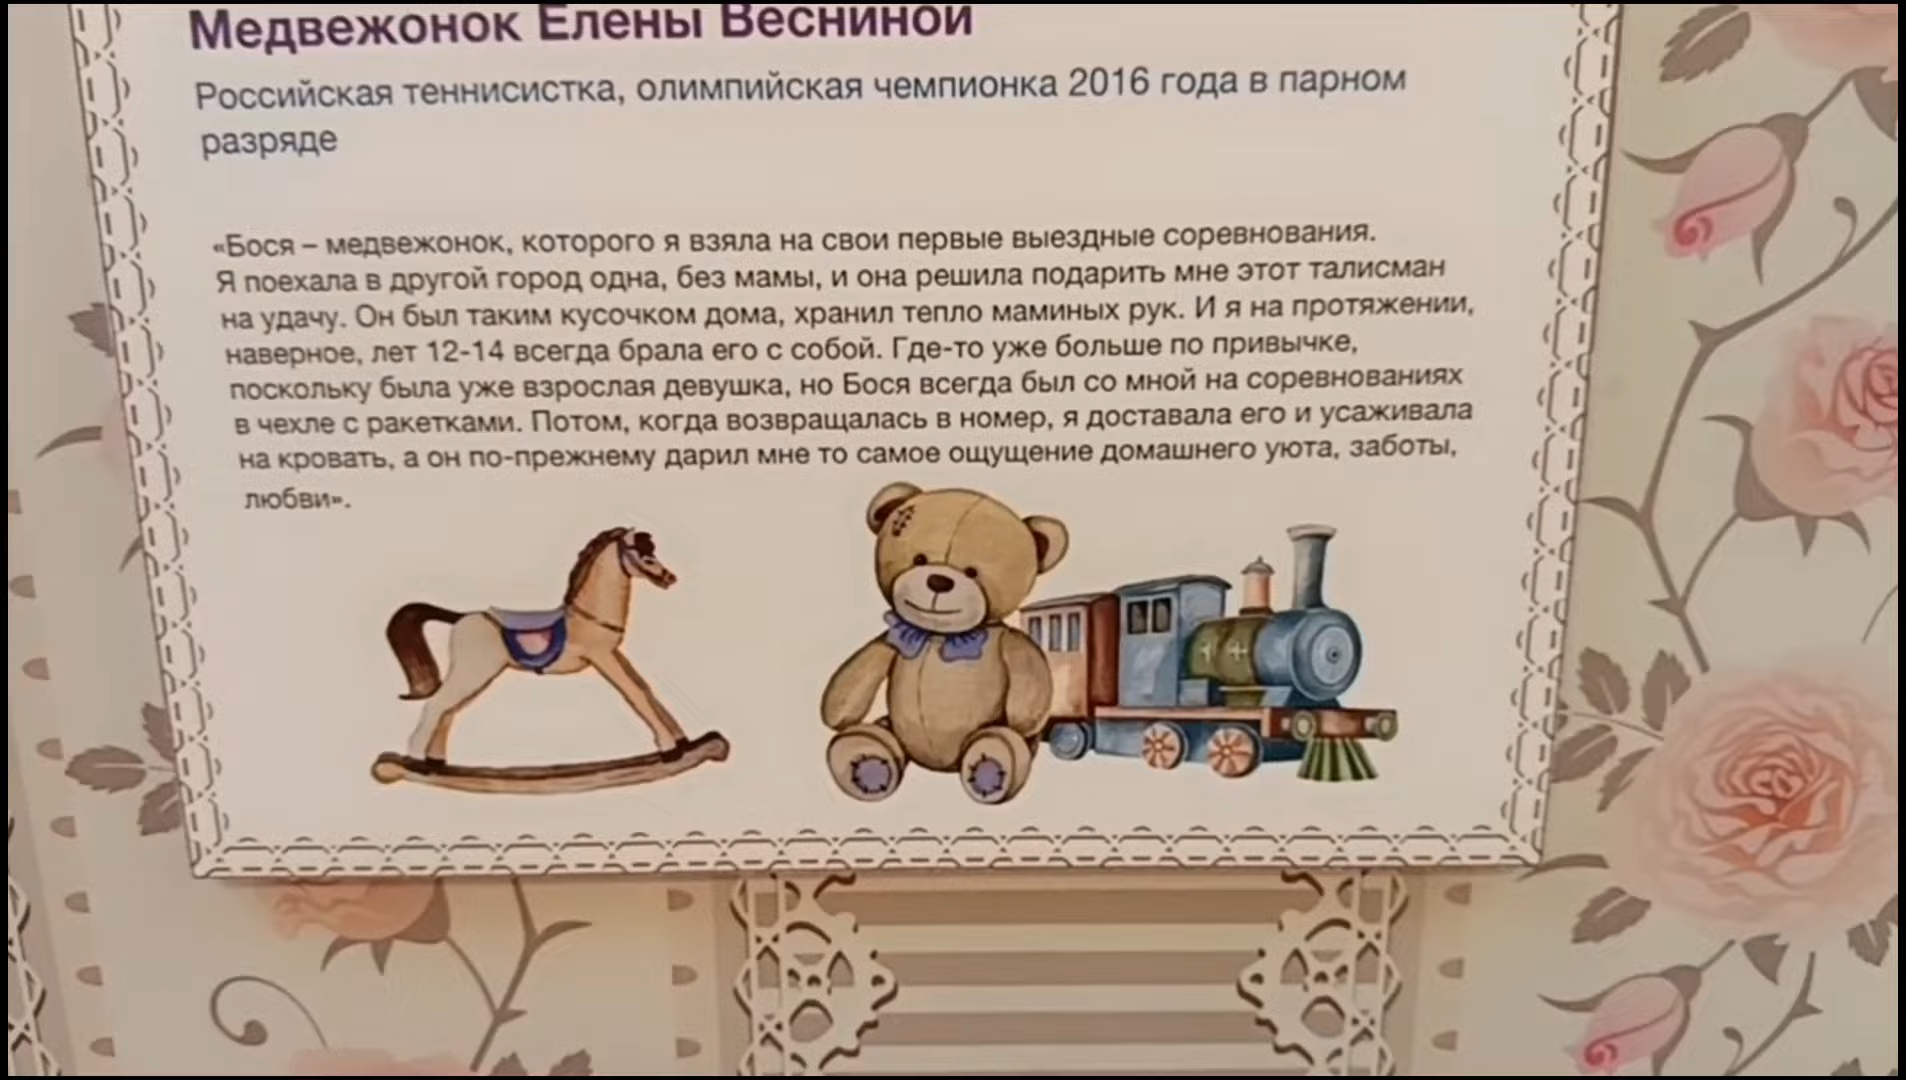 Медвежонок Елены Весниной
Российская теннисистка, олимпийская чемпионка 2016 года в парном
разряде
«Бося – медвежонок, которого я взяла на свои первые выездные соревнования.
Я поехала в другой город одна, без мамы, и она решила подарить мне этот талисман
на удачу. Он был таким кусочком дома, хранил тепло маминых рук. И я на протяжении,
наверное, лет 12-14 всегда брала его с собой. Где-то уже больше по привычке,
поскольку была уже взрослая девушка, но Бося всегда был со мной на соревнованиях
в чехле с ракетками. Потом, когда возвращалась в номер, я доставала его и усаживала
на кровать, а он по-прежнему дарил мне то самое ощущение домашнего уюта, заботы,
любви».